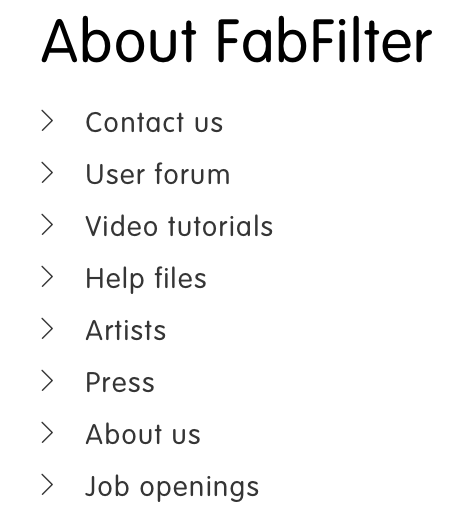 About FabFilter
Contact us
User forum
Video tutorials
Help files
Artists
Press
About us
Job openings